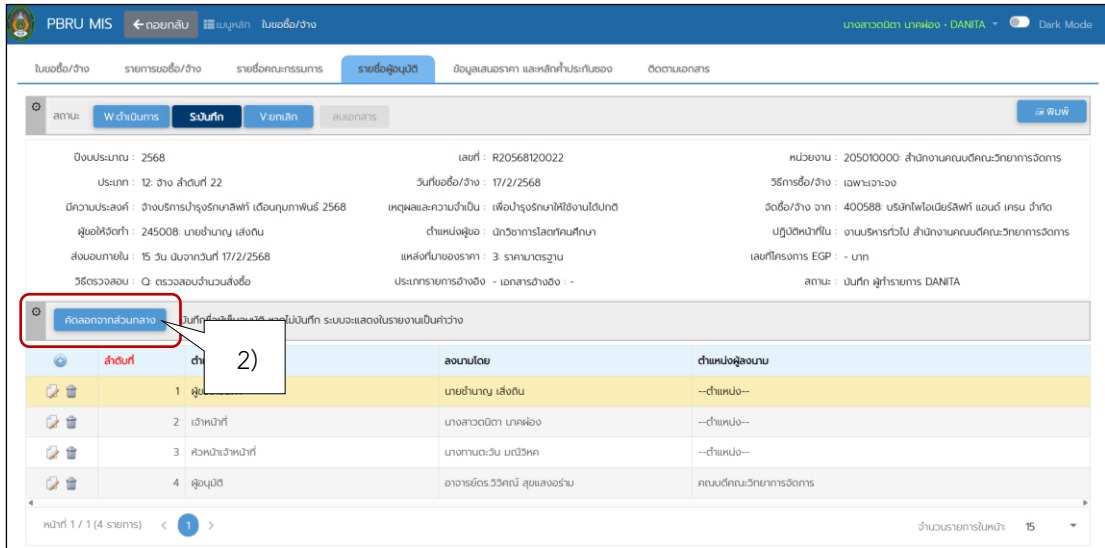 PBRU MIS ถอยกลับ เมนูหลัก ใบขอซื้อ/จ้าง นางสาวดนิตา นาคผ่อง - DANITA Dark Mode
ใบขอซื้อ/จ้าง รายการขอซื้อ/จ้าง รายชื่อคณะกรรมการ รายชื่อผู้อนุมัติ ข้อมูลเสนอราคา และหลักค้ำประกันซอง ติดตามเอกสาร
สถานะ W:ดำเนินการ S:บันทึก V:ยกเลิก ลบเอกสาร พิมพ์
ปีงบประมาณ : 2568 เลขที่ : R20568120022 หน่วยงาน : 205010000: สำนักงานคณบดีคณะวิทยาการจัดการ
ประเภท : 12: จ้าง ลำดับที่ 22 วันที่ขอซื้อ/จ้าง : 17/2/2568 วิธีการซื้อ/จ้าง : เฉพาะเจาะจง
มีความประสงค์ : จ้างบริการบำรุงรักษาลิฟท์ เดือนกุมภาพันธ์ 2568 เหตุผลและความจำเป็น : เพื่อบำรุงรักษาให้ใช้งานได้ปกติ จัดซื้อ/จ้าง จาก : 400588: บริษัทไพโอเนียร์ลิฟท์ แอนด์ เครน จำกัด
ผู้ขอให้จัดทำ : 245008: นายชำนาญ เส่งถิน ตำแหน่งผู้ขอ : นักวิชาการโสตทัศนศึกษา ปฏิบัติหน้าที่ใน : งานบริหารทั่วไป สำนักงานคณบดีคณะวิทยาการจัดการ
ส่งมอบภายใน : 15 วัน นับจากวันที่ 17/2/2568 แหล่งที่มาของราคา : 3: ราคามาตรฐาน เลขที่โครงการ EGP : - บาท
วิธีตรวจสอบ : Q: ตรวจสอบจำนวนสั่งซื้อ ประเภทรายการอ้างอิง - เอกสารอ้างอิง : - สถานะ : บันทึก ผู้ทำรายการ DANITA
คัดลอกจากส่วนกลาง หากไม่บันทึก ระบบจะแสดงในรายงานเป็นค่าว่าง
2)
ลำดับที่ ลงนามโดย ตำแหน่งผู้ลงนาม
1 นายชำนาญ เส่งถิน --ตำแหน่ง--
2 เจ้าหน้าที่ นางสาวดนิตา นาคผ่อง --ตำแหน่ง--
3 หัวหน้าเจ้าหน้าที่ นางทานตะวัน มณีวิหค --ตำแหน่ง--
4 ผู้อนุมัติ อาจารย์ดร.วิวิศณ์ สุขแสงอร่าม คณบดีคณะวิทยาการจัดการ
หน้าที่ 1 / 1 (4 รายการ) < 1 > จำนวนรายการในหน้า: 15